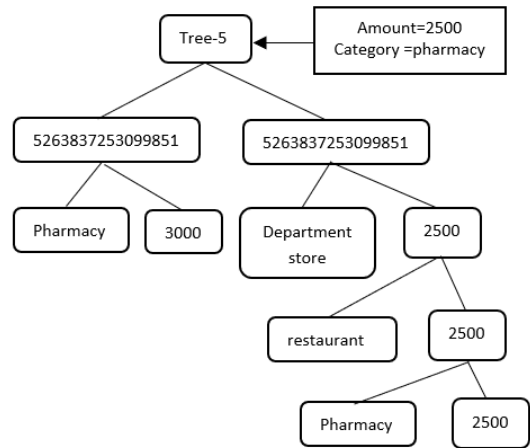 Tree-5
Amount=2500
Category =pharmacy
5263837253099851
5263837253099851
Pharmacy
3000
Department
store
2500
restaurant
2500
Pharmacy
2500